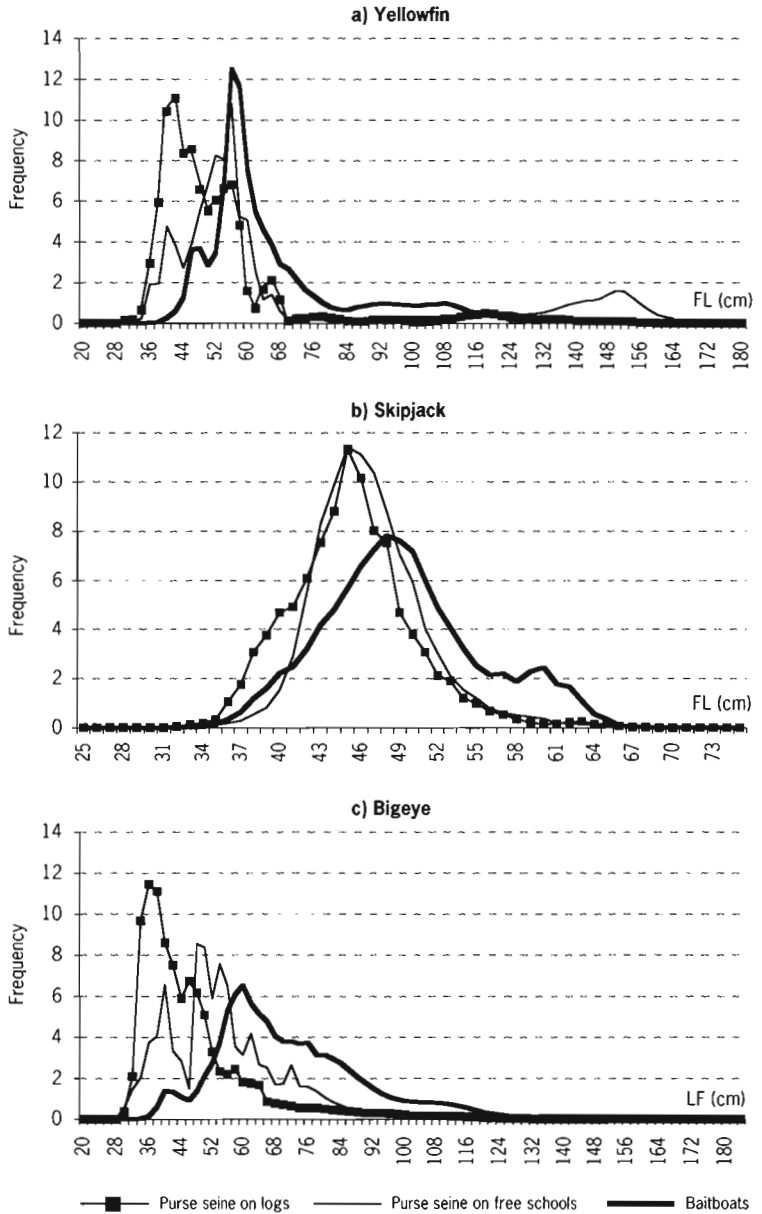 a) Yellowfin
14
12
10
8
6
4
2
0
Frequency
FL (cm)
20 28 36 44 52 60 68 76 84 92 100 108 116 124 132 140 148 156 164 172 180
b) Skipjack
12
10
8
6
4
2
0
Frequency
FL (cm)
25 28 31 34 37 40 43 46 49 52 55 58 61 64 67 70 73
c) Bigeye
14
12
10
8
6
4
2
0
Frequency
LF (cm)
20 28 36 44 52 60 68 76 84 92 100 108 116 124 132 140 148 156 164 172 180
Purse seine on logs Purse seine on free schools Baitboats